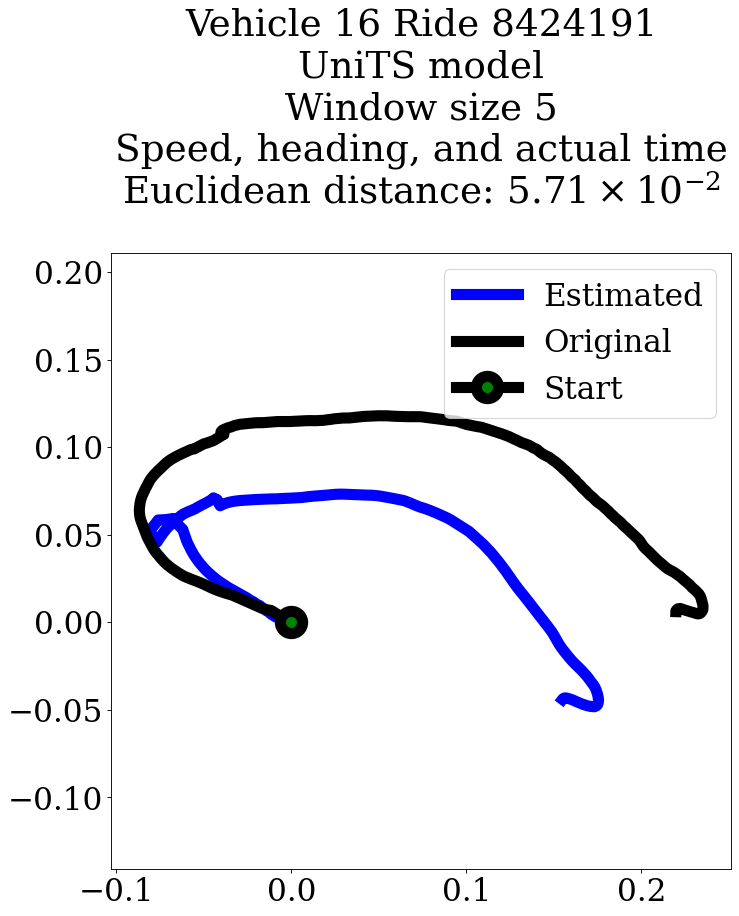 Vehicle 16 Ride 8424191
UniTS model
Window size 5
Speed, heading, and actual time
Euclidean distance: 5.71 × 10⁻²
0.20
0.15
0.10
0.05
0.00
−0.05
−0.10
Estimated
Original
Start
−0.1
0.0
0.1
0.2